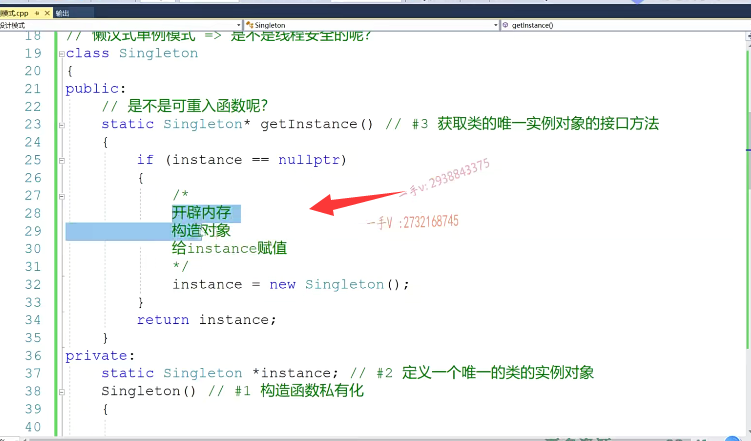 式.cpp 输出
设计模式 Singleton getInstance()
18 // 懒汉式单例模式 => 是不是线程安全的呢?
19 class Singleton
20 {
21 public:
22 // 是不是可重入函数呢?
23 static Singleton* getInstance() // #3 获取类的唯一实例对象的接口方法
24 {
25 if (instance == nullptr)
26 {
27 /*
28 开辟内存
29 构造对象
30 给instance赋值
31 */
32 instance = new Singleton();
33 }
34 return instance;
35 }
36 private:
37 static Singleton *instance; // #2 定义一个唯一的类的实例对象
38 Singleton() // #1 构造函数私有化
39 {
40
二手v: 2938843375
一手V :2732168745